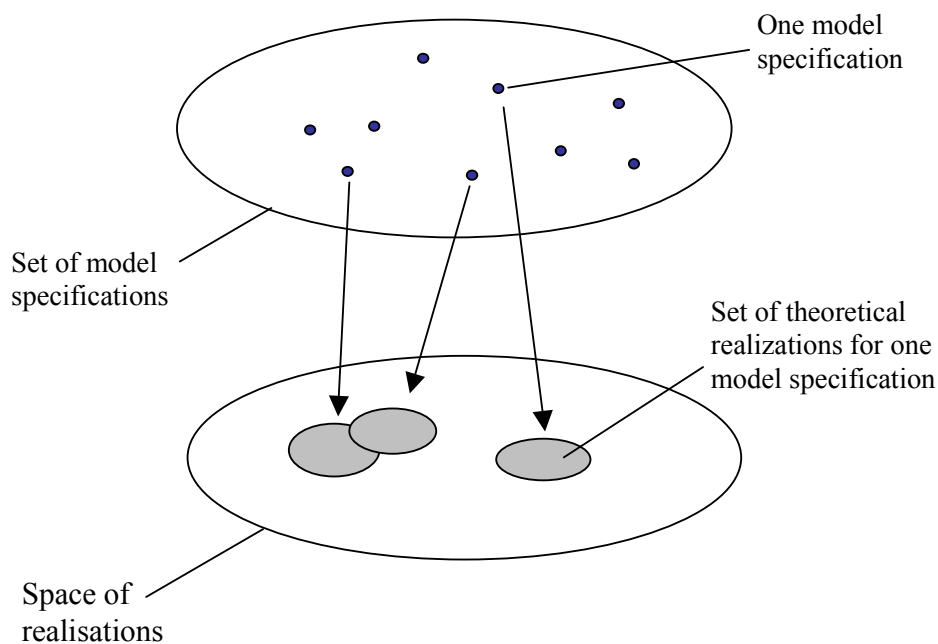 One model
specification
Set of model
specifications
Set of theoretical
realizations for one
model specification
Space of
realisations